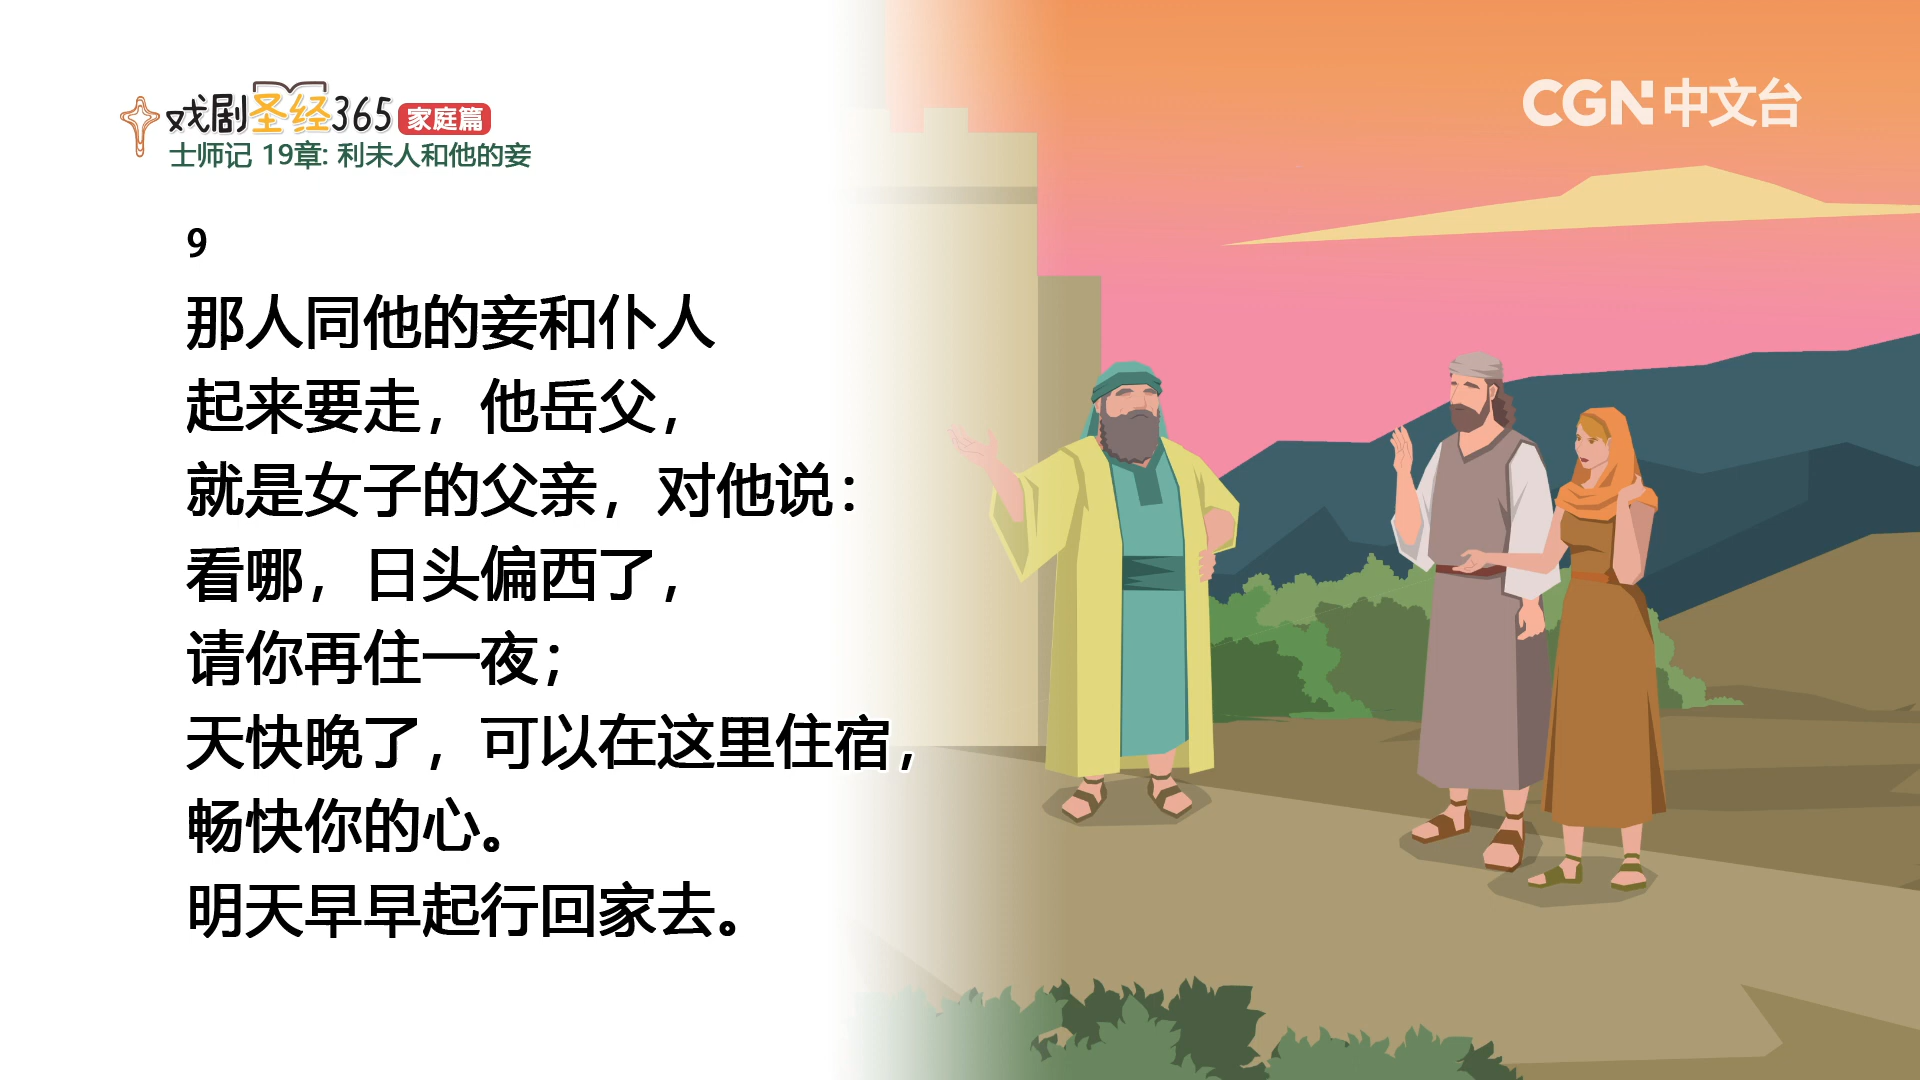 戏剧圣经365 家庭篇
士师记 19章: 利未人和他的妾
CGN 中文台
9
那人同他的妾和仆人
起来要走，他岳父，
就是女子的父亲，对他说：
看哪，日头偏西了，
请你再住一夜；
天快晚了，可以在这里住宿，
畅快你的心。
明天早早起行回家去。